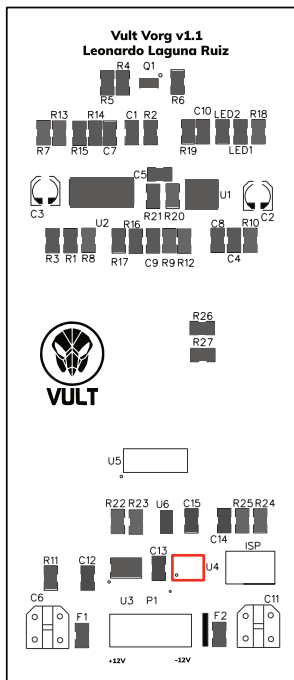 Vult Vorg v1.1
Leonardo Laguna Ruiz
R4 Q1
R5 R6
R13 R14 C1 R2 C10 LED2 R18
R7 R15 C7 R19 LED1
C5
U1
C3 R21 R20 C2
U2 R16 C8 R10
R3 R1 R8 R17 C9 R9 R12 C4
R26
R27
VULT
U5
R22 R23 U6 C15 R25 R24
C14
R11 C12 C13 U4 ISP
C6 U3 P1 C11
F1 F2
+12V -12V